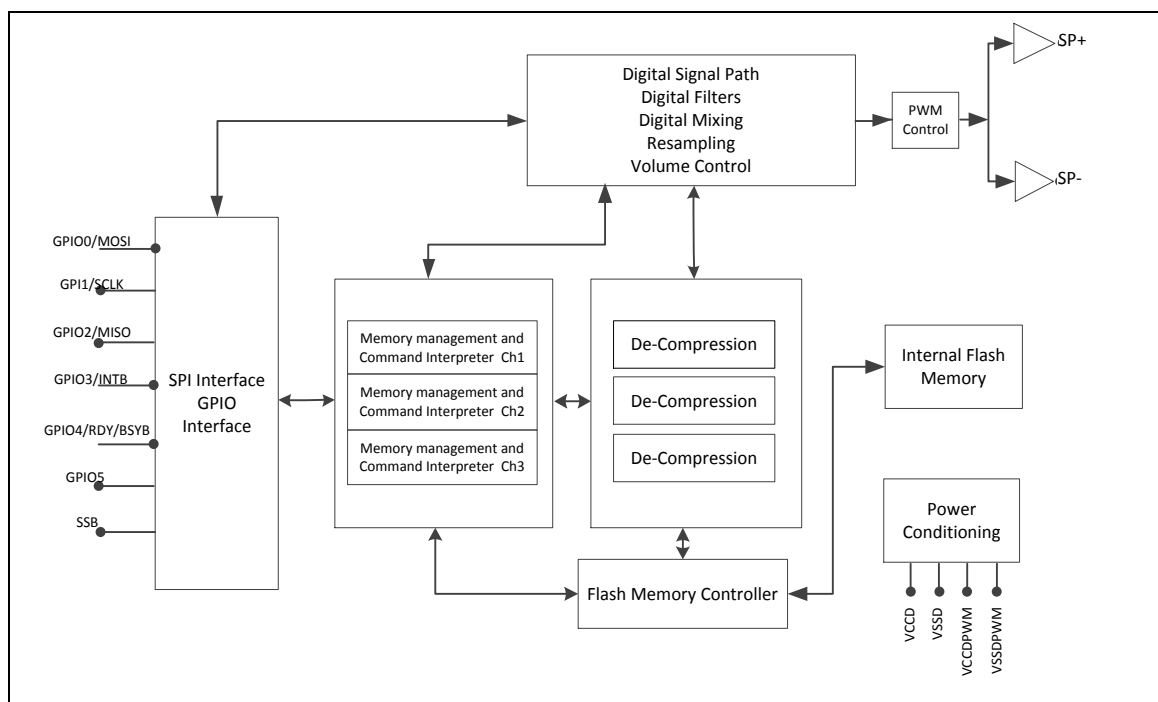 Digital Signal Path
Digital Filters
Digital Mixing
Resampling
Volume Control
PWM
Control
SP+
SP-
GPIO0/MOSI
GPI1/SCLK
GPIO2/MISO
GPIO3/INTB
GPIO4/RDY/BSYB
GPIO5
SSB
SPI Interface
GPIO
Interface
Memory management and
Command Interpreter Ch1
Memory management and
Command Interpreter Ch2
Memory management and
Command Interpreter Ch3
De-Compression
De-Compression
De-Compression
Internal Flash
Memory
Flash Memory Controller
Power
Conditioning
VCCD
VSSD
VCCDPWM
VSSDPWM